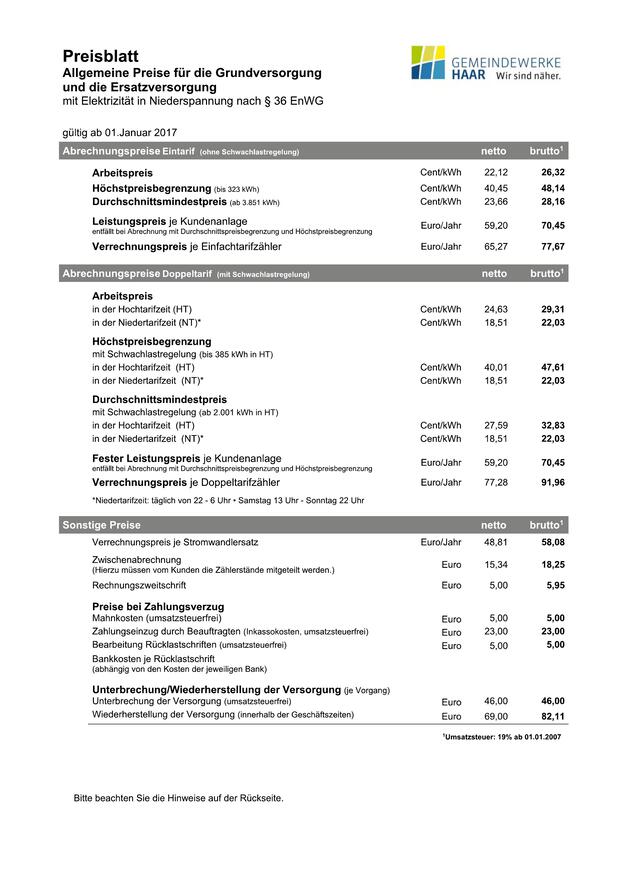 Preisblatt
Allgemeine Preise für die Grundversorgung
und die Ersatzversorgung
mit Elektrizität in Niederspannung nach § 36 EnWG
GEMEINDEWERKE
HAAR Wir sind näher.
gültig ab 01.Januar 2017
Abrechnungspreise Eintarif (ohne Schwachlastregelung) netto brutto¹
Arbeitspreis Cent/kWh 22,12 26,32
Höchstpreisbegrenzung (bis 323 kWh) Cent/kWh 40,45 48,14
Durchschnittsmindestpreis (ab 3.851 kWh) Cent/kWh 23,66 28,16
Leistungspreis je Kundenanlage Euro/Jahr 59,20 70,45
entfällt bei Abrechnung mit Durchschnittspreisbegrenzung und Höchstpreisbegrenzung
Verrechnungspreis je Einfachtarifzähler Euro/Jahr 65,27 77,67
Abrechnungspreise Doppeltarif (mit Schwachlastregelung) netto brutto¹
Arbeitspreis
in der Hochtarifzeit (HT) Cent/kWh 24,63 29,31
in der Niedertarifzeit (NT)* Cent/kWh 18,51 22,03
Höchstpreisbegrenzung
mit Schwachlastregelung (bis 385 kWh in HT)
in der Hochtarifzeit (HT) Cent/kWh 40,01 47,61
in der Niedertarifzeit (NT)* Cent/kWh 18,51 22,03
Durchschnittsmindestpreis
mit Schwachlastregelung (ab 2.001 kWh in HT)
in der Hochtarifzeit (HT) Cent/kWh 27,59 32,83
in der Niedertarifzeit (NT)* Cent/kWh 18,51 22,03
Fester Leistungspreis je Kundenanlage Euro/Jahr 59,20 70,45
entfällt bei Abrechnung mit Durchschnittspreisbegrenzung und Höchstpreisbegrenzung
Verrechnungspreis je Doppeltarifzähler Euro/Jahr 77,28 91,96
*Niedertarifzeit: täglich von 22 - 6 Uhr • Samstag 13 Uhr - Sonntag 22 Uhr
Sonstige Preise netto brutto¹
Verrechnungspreis je Stromwandlersatz Euro/Jahr 48,81 58,08
Zwischenabrechnung Euro 15,34 18,25
(Hierzu müssen vom Kunden die Zählerstände mitgeteilt werden.)
Rechnungszweitschrift Euro 5,00 5,95
Preise bei Zahlungsverzug
Mahnkosten (umsatzsteuerfrei) Euro 5,00 5,00
Zahlungseinzug durch Beauftragten (Inkassokosten, umsatzsteuerfrei) Euro 23,00 23,00
Bearbeitung Rücklastschriften (umsatzsteuerfrei) Euro 5,00 5,00
Bankkosten je Rücklastschrift
(abhängig von den Kosten der jeweiligen Bank)
Unterbrechung/Wiederherstellung der Versorgung (je Vorgang)
Unterbrechung der Versorgung (umsatzsteuerfrei) Euro 46,00 46,00
Wiederherstellung der Versorgung (innerhalb der Geschäftszeiten) Euro 69,00 82,11
¹Umsatzsteuer: 19% ab 01.01.2007
Bitte beachten Sie die Hinweise auf der Rückseite.